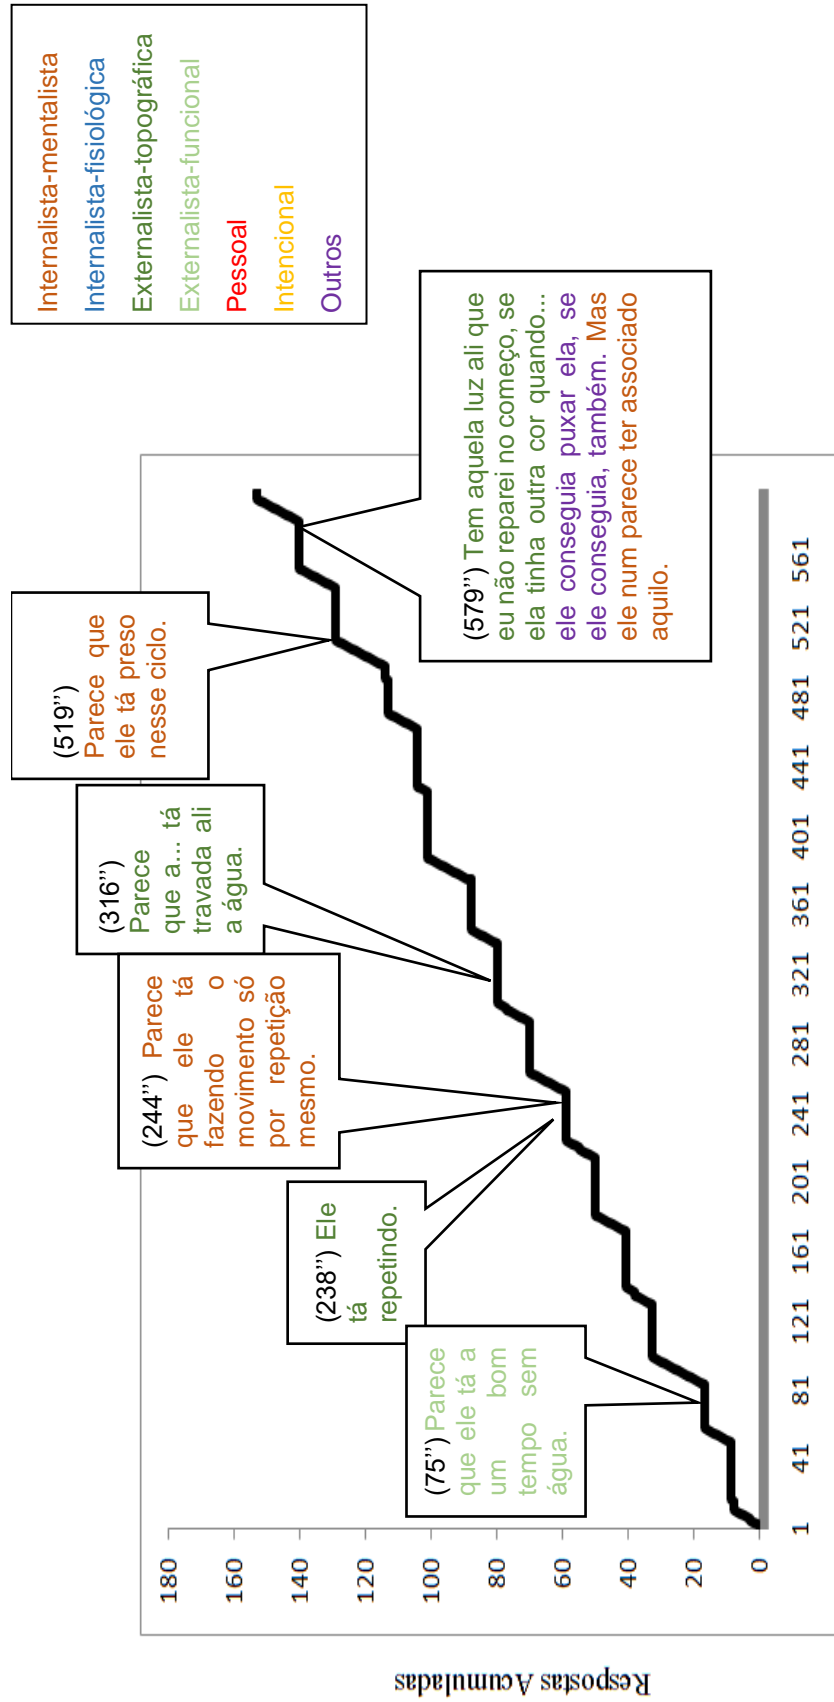 Internalista-mentalista
Internalista-fisiológica
Externalista-topográfica
Externalista-funcional
Pessoal
Intencional
Outros
(75”) Parece
que ele tá a
um bom
tempo sem
água.
(238”) Ele
tá
repetindo.
(244”) Parece
que ele tá
fazendo o
movimento só
por repetição
mesmo.
(316”)
Parece
que a... tá
travada ali
a água.
(519”)
Parece que
ele tá preso
nesse ciclo.
(579”) Tem aquela luz ali que
eu não reparei no começo, se
ela tinha outra cor quando...
ele conseguia puxar ela, se
ele conseguia, também. Mas
ele num parece ter associado
aquilo.
Respostas Acumuladas
180
160
140
120
100
80
60
40
20
0
1 41 81 121 161 201 241 281 321 361 401 441 481 521 561